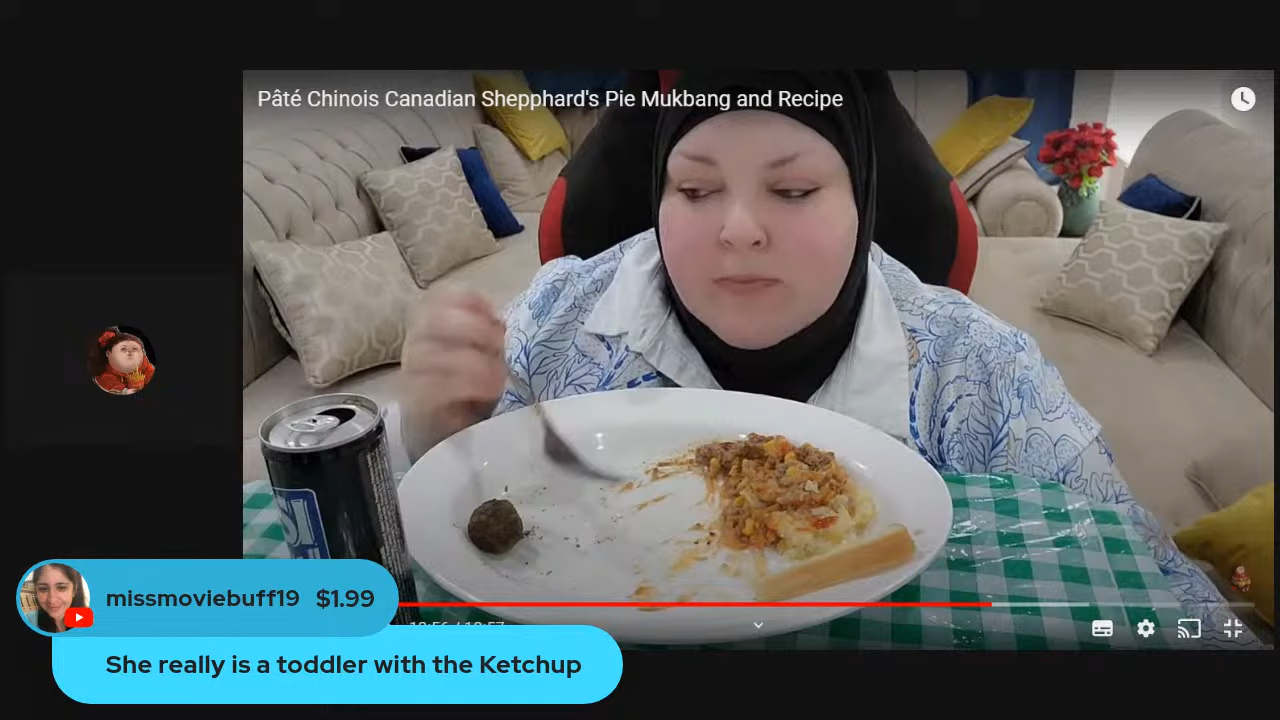 Pâté Chinois Canadian Shepphard's Pie Mukbang and Recipe
missmoviebuff19 $1.99
She really is a toddler with the Ketchup